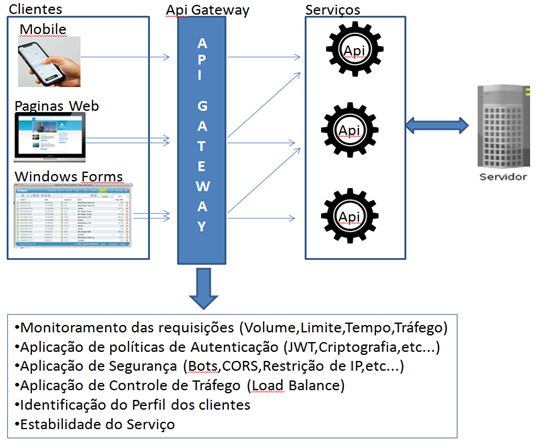 Clientes
Api Gateway
Serviços
Mobile
Paginas Web
Windows Forms
API GATEWAY
Api
Api
Api
Servidor
•Monitoramento das requisições (Volume,Limite,Tempo,Tráfego)
•Aplicação de políticas de Autenticação (JWT,Criptografia,etc...)
•Aplicação de Segurança (Bots,CORS,Restrição de IP,etc...)
•Aplicação de Controle de Tráfego (Load Balance)
•Identificação do Perfil dos clientes
•Estabilidade do Serviço